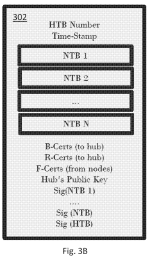 302
HTB Number
Time-Stamp
NTB 1
NTB 2
...
NTB N
B-Certs (to hub)
R-Certs (to hub)
F-Certs (from nodes)
Hub's Public Key
Sig(NTB 1)
....
Sig (NTB)
Sig (HTB)
Fig. 3B